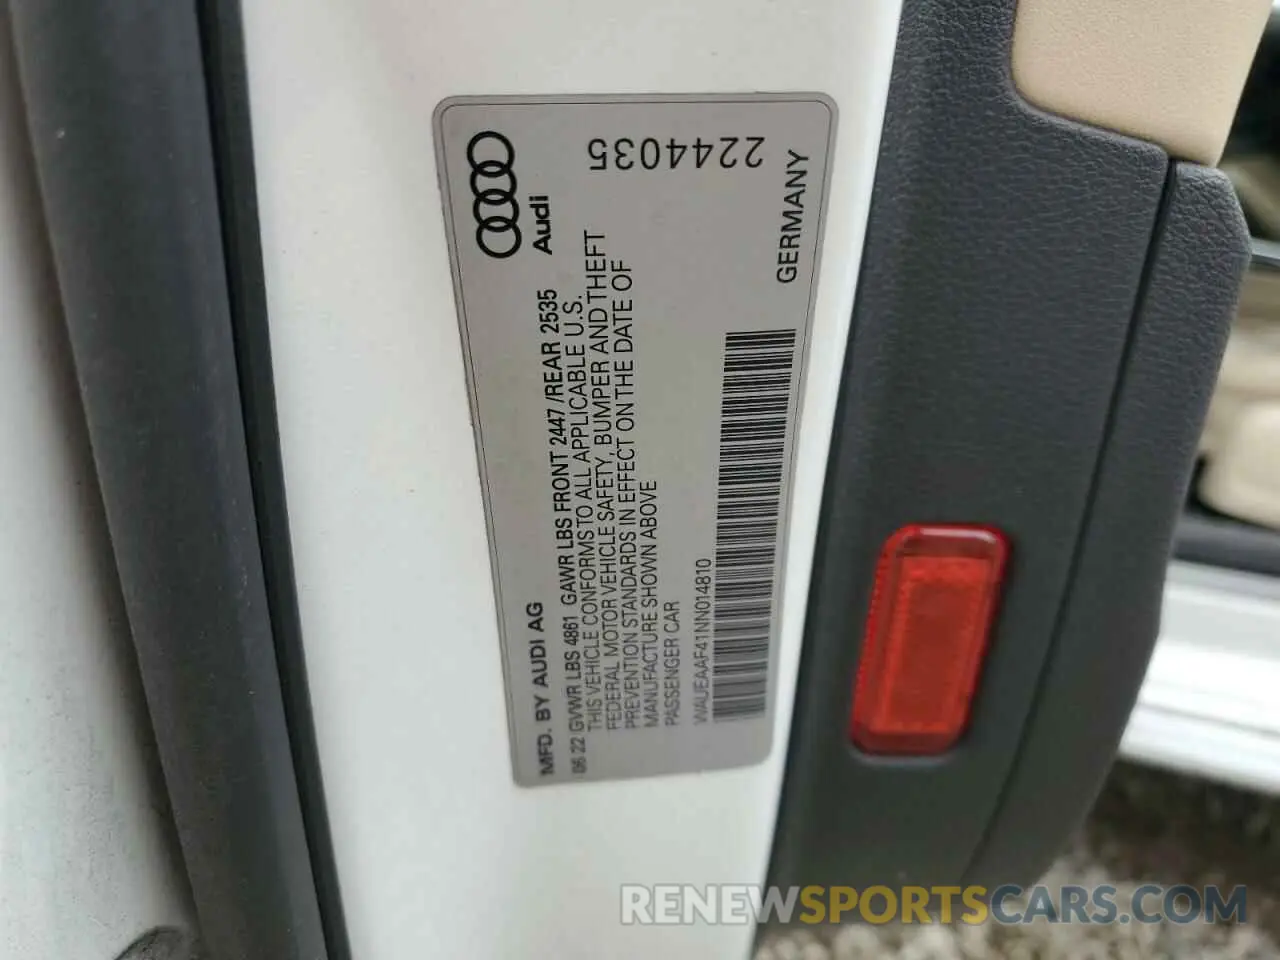 Audi
2244035
MFD. BY AUDI AG
06 22 GVWR LBS 4861 GAWR LBS FRONT 2447 /REAR 2535
THIS VEHICLE CONFORMS TO ALL APPLICABLE U.S.
FEDERAL MOTOR VEHICLE SAFETY, BUMPER AND THEFT
PREVENTION STANDARDS IN EFFECT ON THE DATE OF
MANUFACTURE SHOWN ABOVE
PASSENGER CAR
GERMANY
WAUEAAF41NN014810
RENEWSPORTSCARS.COM